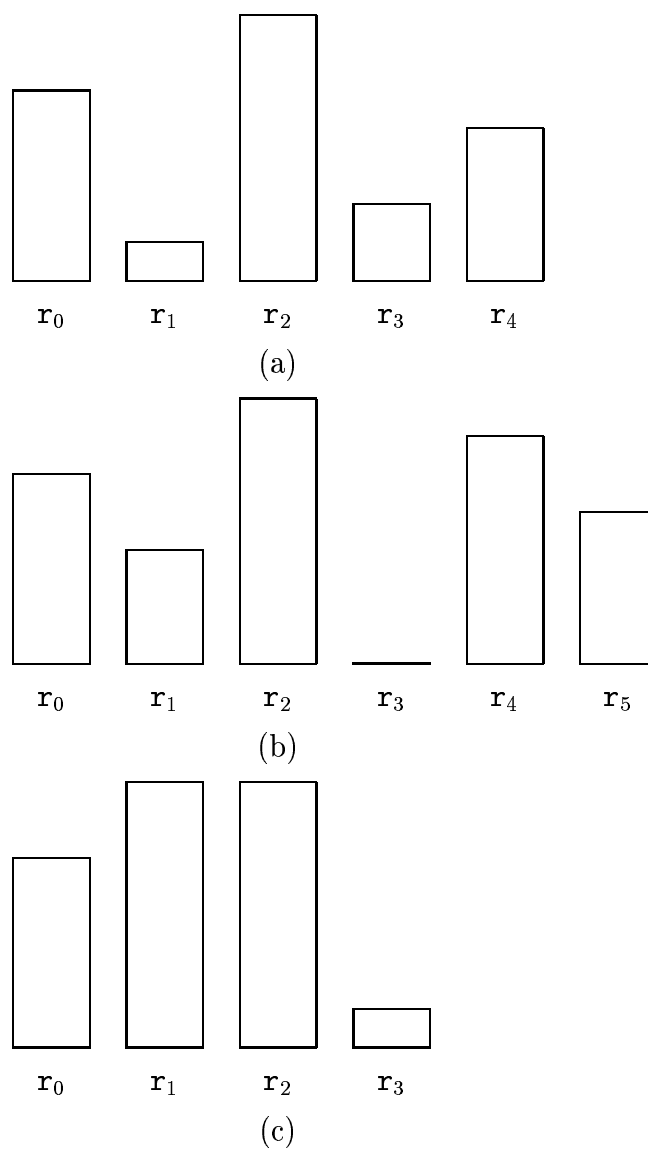 r₀ r₁ r₂ r₃ r₄
(a)
r₀ r₁ r₂ r₃ r₄ r₅
(b)
r₀ r₁ r₂ r₃
(c)